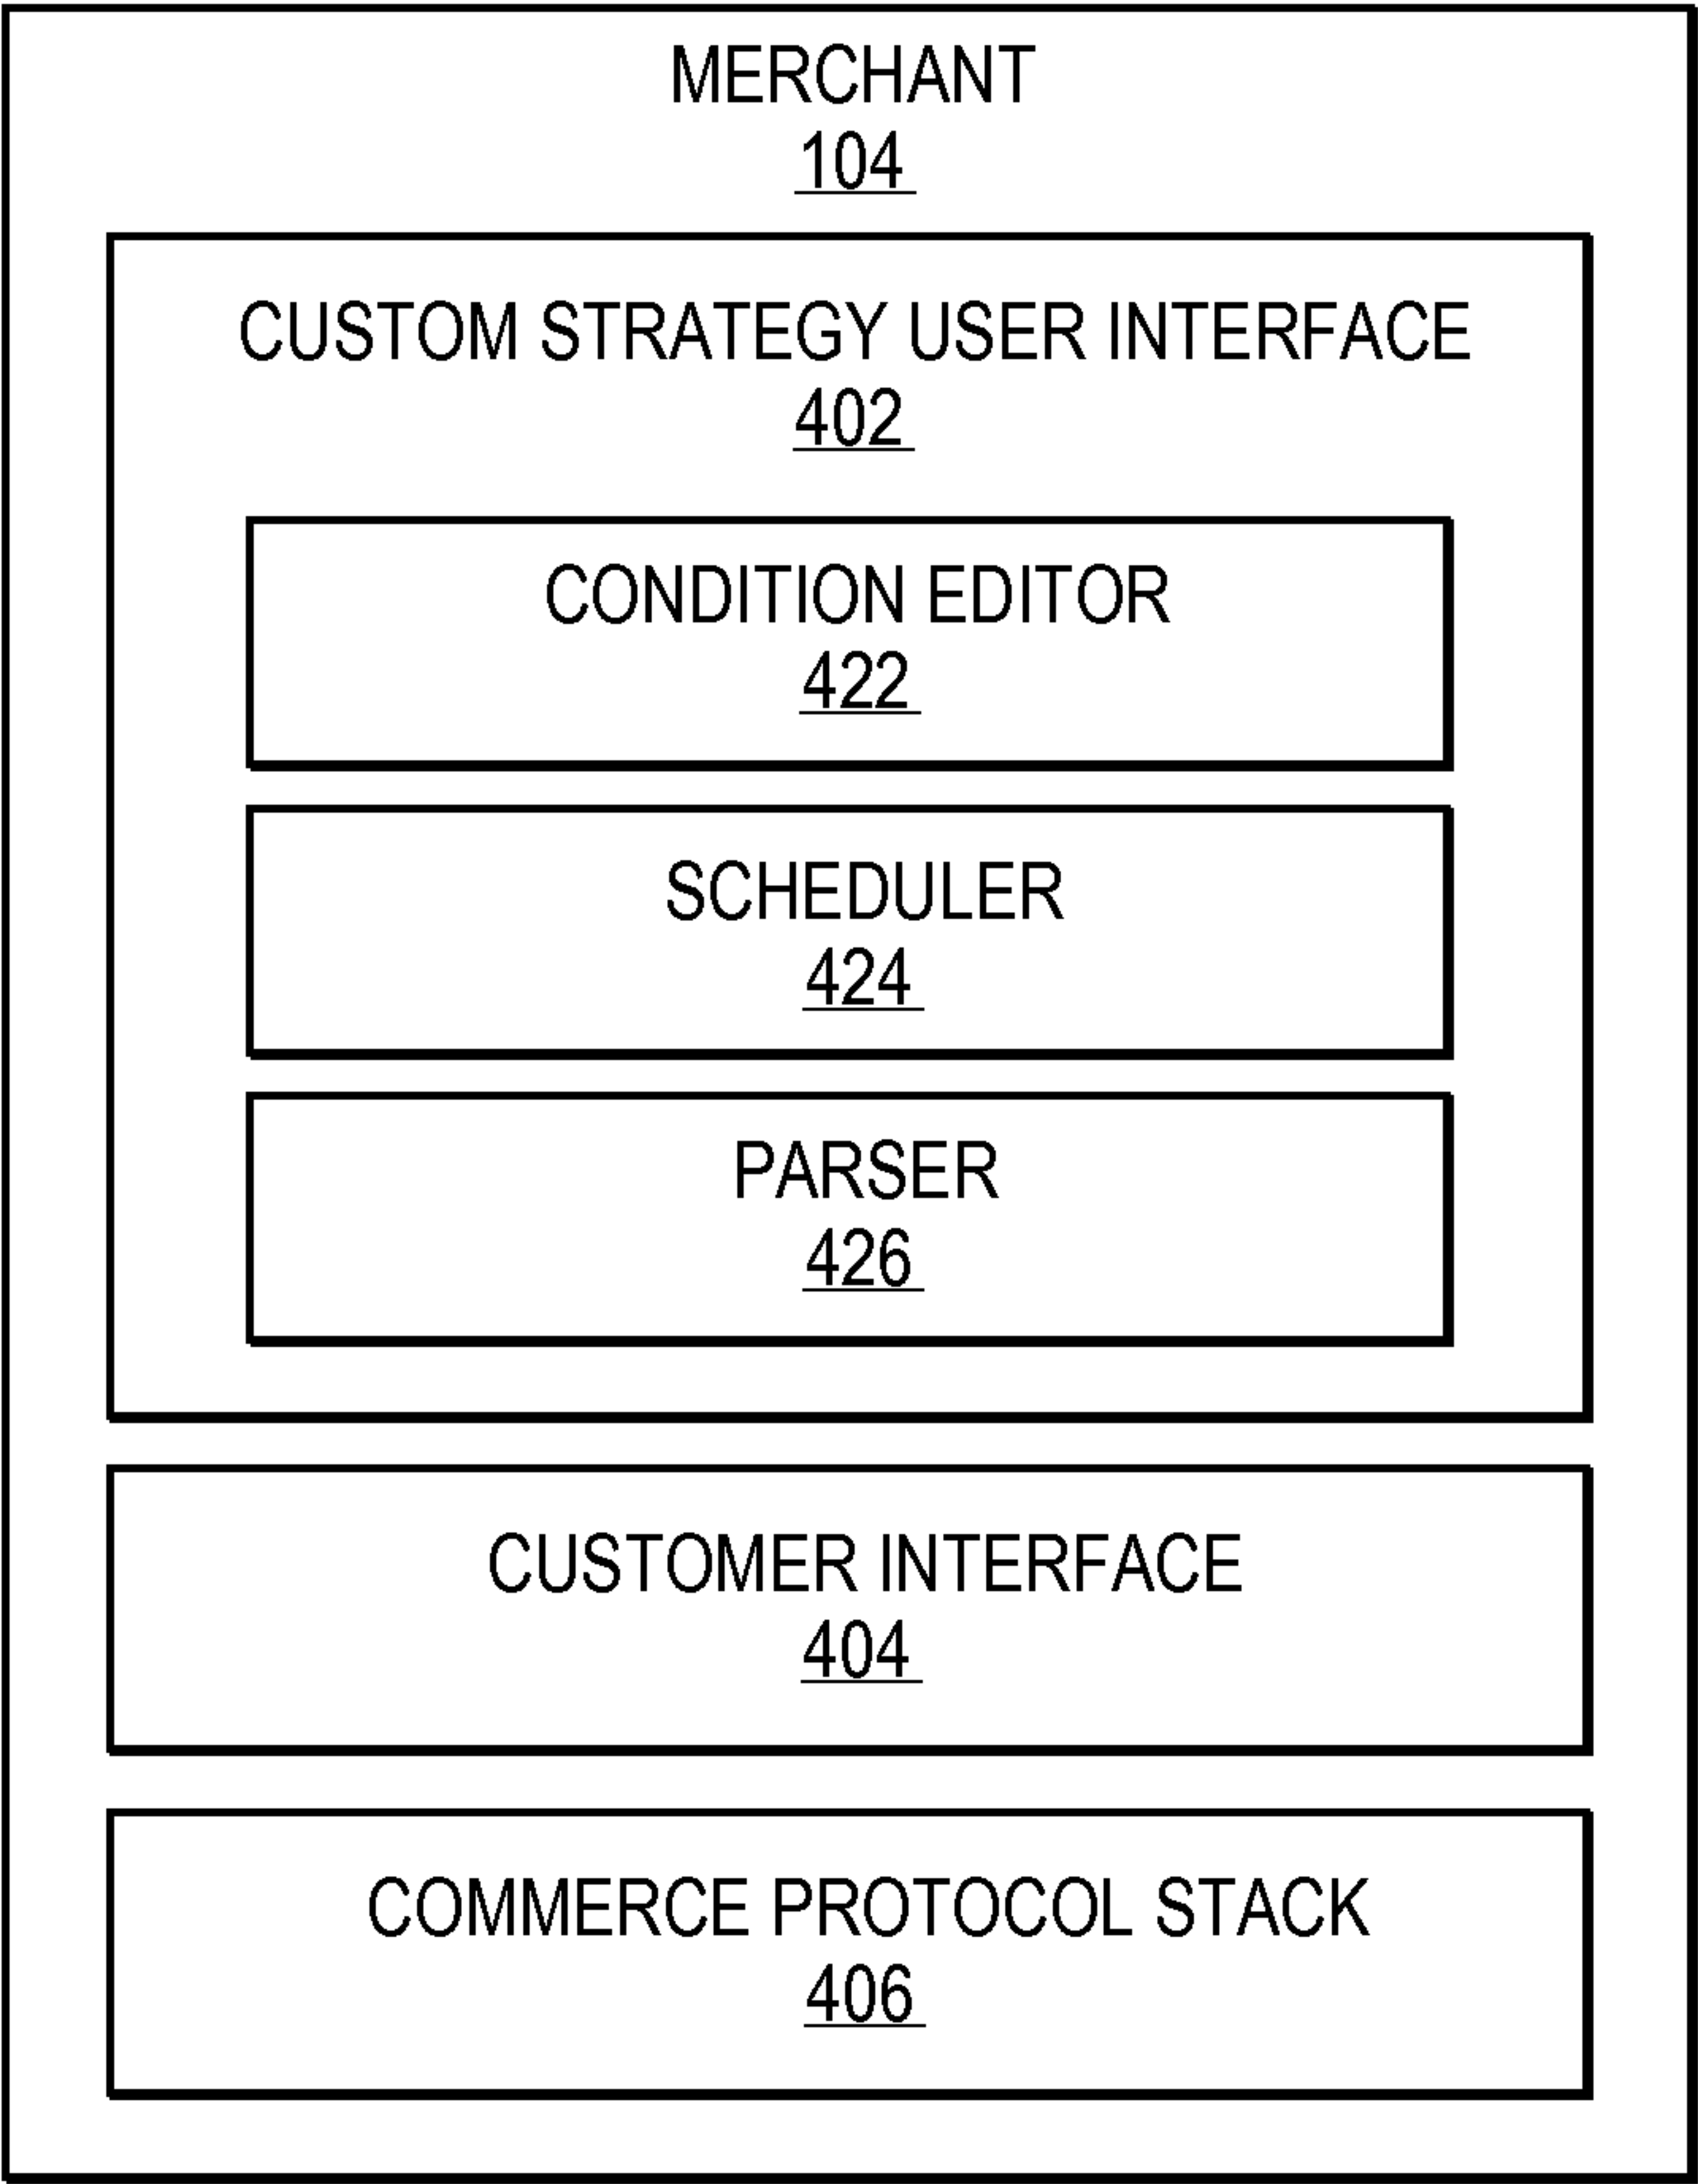 MERCHANT
104
CUSTOM STRATEGY USER INTERFACE
402
CONDITION EDITOR
422
SCHEDULER
424
PARSER
426
CUSTOMER INTERFACE
404
COMMERCE PROTOCOL STACK
406